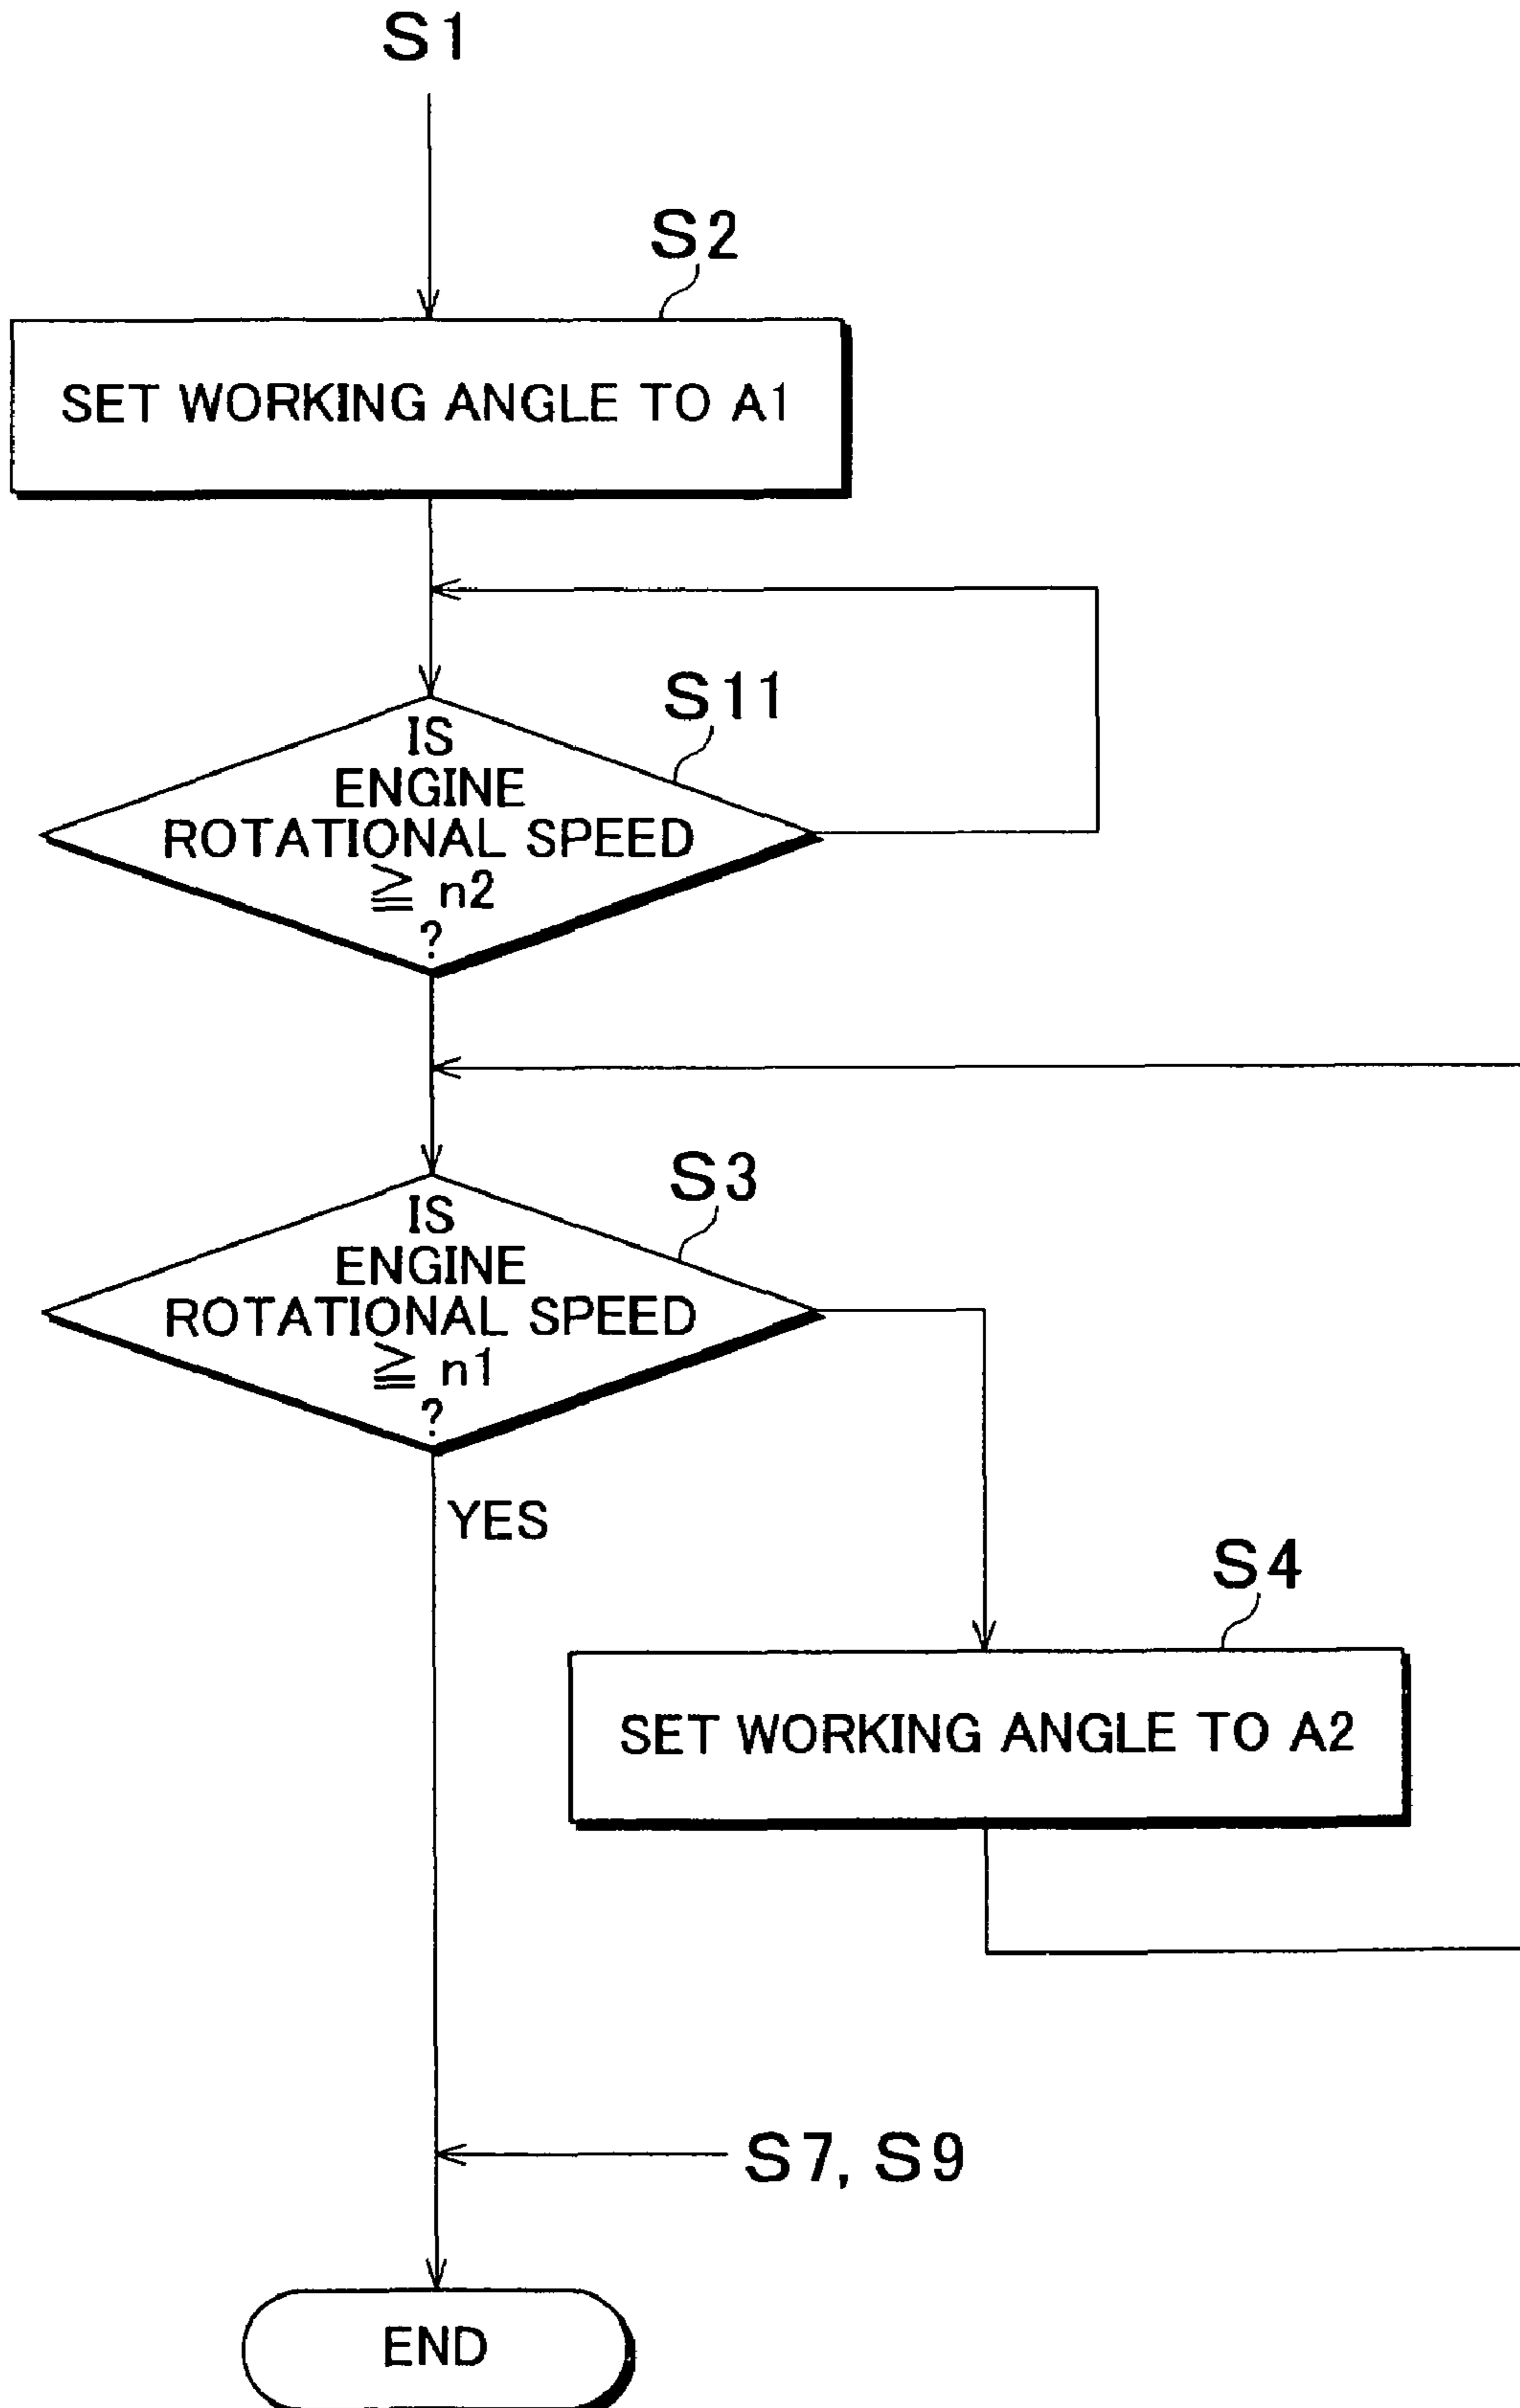 S1
S2
SET WORKING ANGLE TO A1
S11
IS
ENGINE
ROTATIONAL SPEED
≧ n2
?
S3
IS
ENGINE
ROTATIONAL SPEED
≧ n1
?
YES
S4
SET WORKING ANGLE TO A2
S7, S9
END